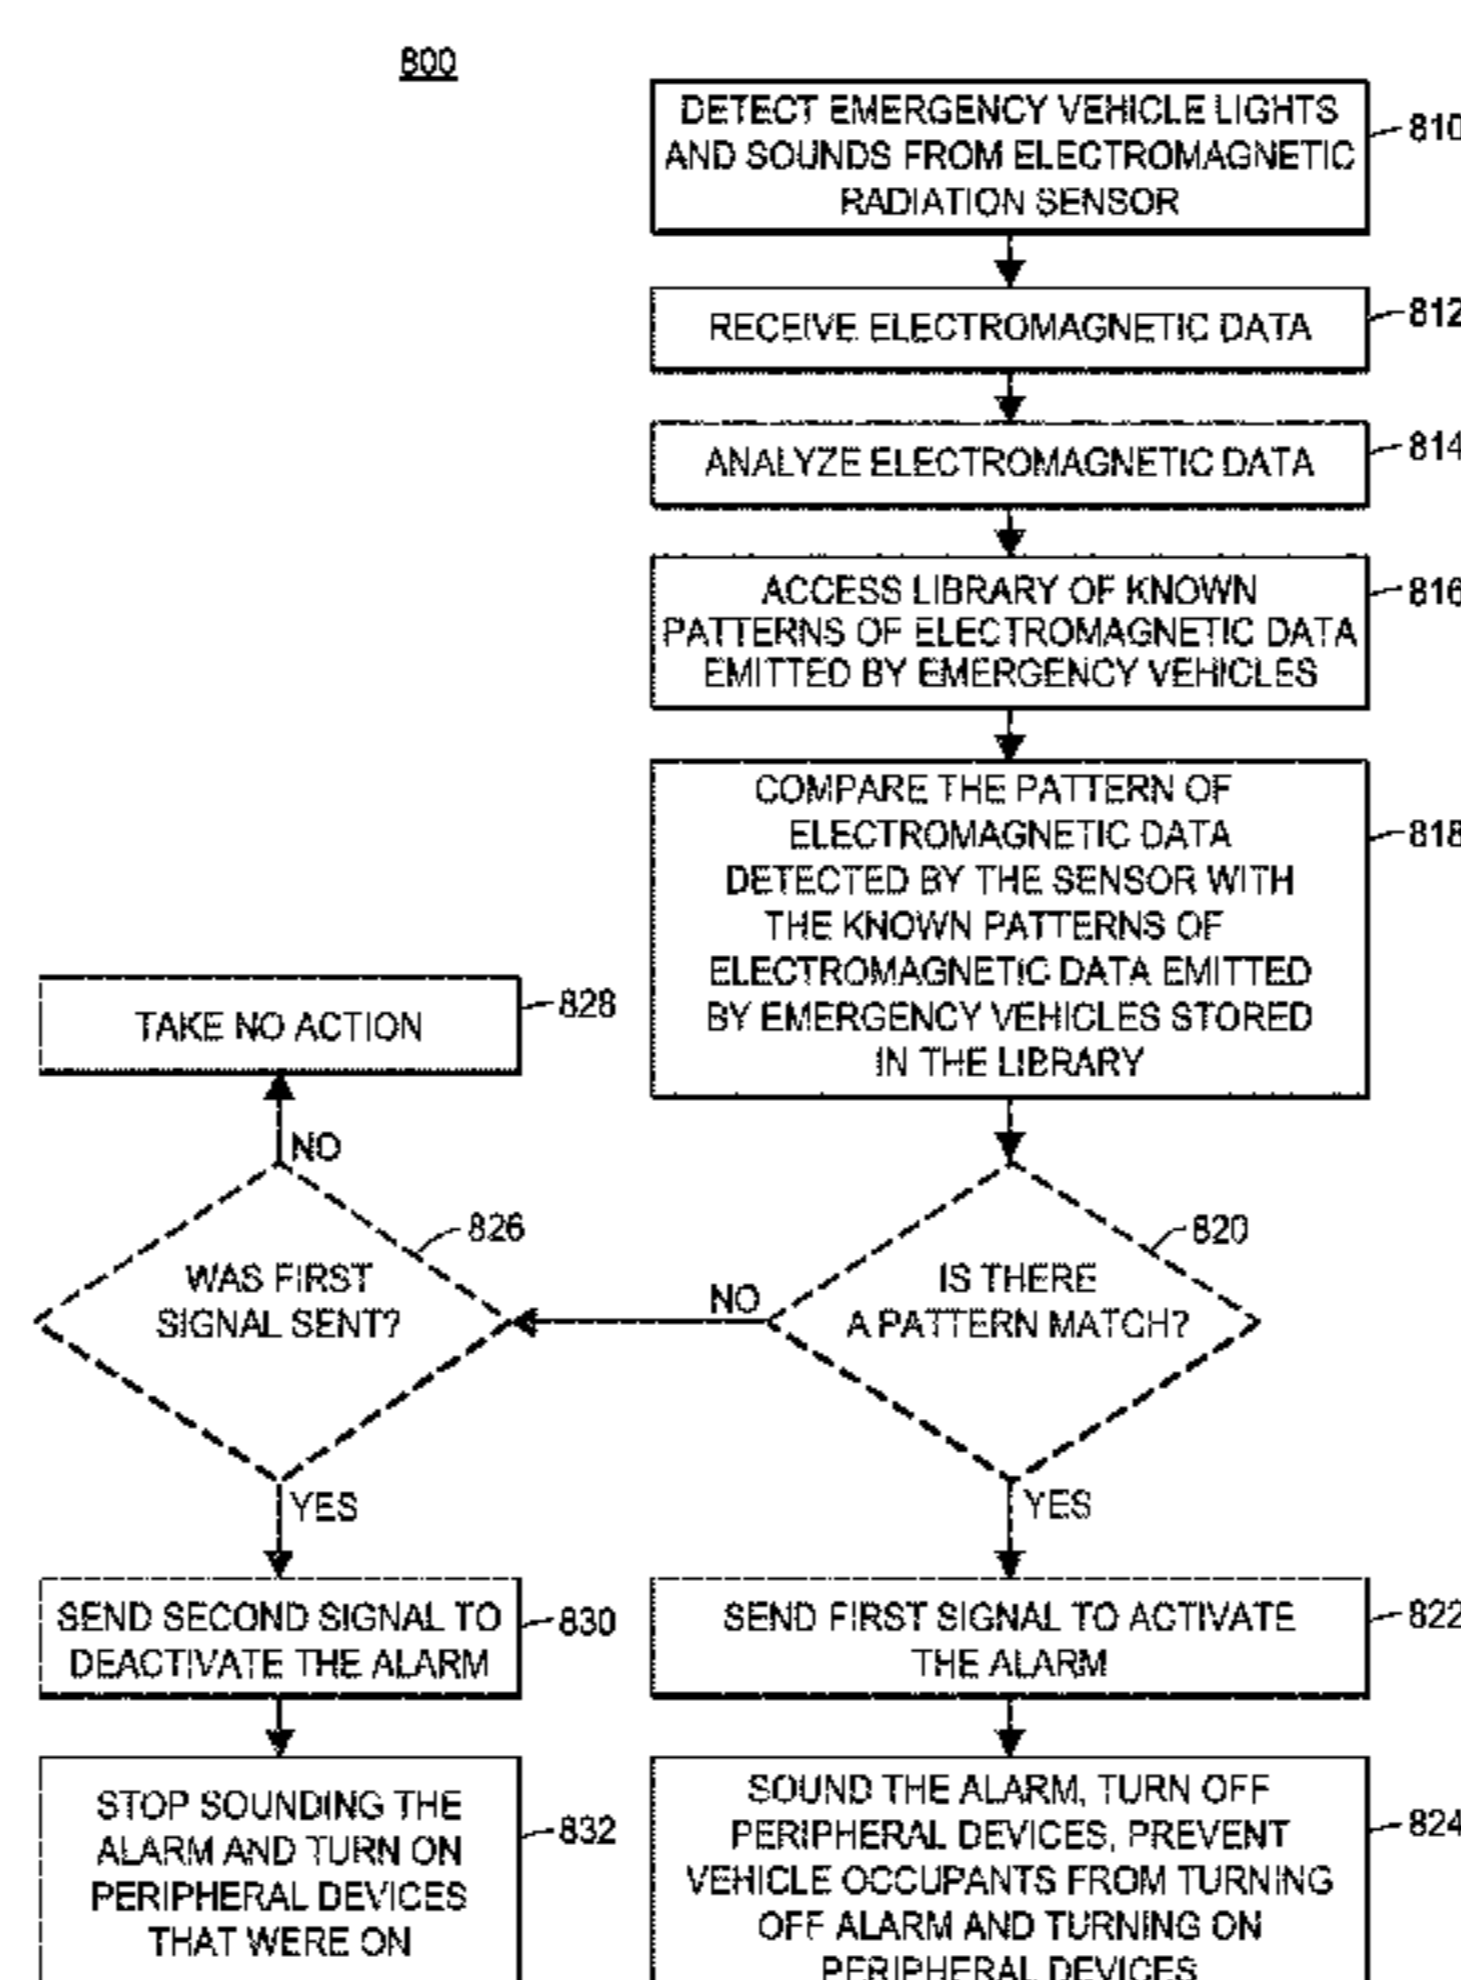 800
DETECT EMERGENCY VEHICLE LIGHTS
AND SOUNDS FROM ELECTROMAGNETIC
RADIATION SENSOR
810
RECEIVE ELECTROMAGNETIC DATA
812
ANALYZE ELECTROMAGNETIC DATA
814
ACCESS LIBRARY OF KNOWN
PATTERNS OF ELECTROMAGNETIC DATA
EMITTED BY EMERGENCY VEHICLES
816
COMPARE THE PATTERN OF
ELECTROMAGNETIC DATA
DETECTED BY THE SENSOR WITH
THE KNOWN PATTERNS OF
ELECTROMAGNETIC DATA EMITTED
BY EMERGENCY VEHICLES STORED
IN THE LIBRARY
818
TAKE NO ACTION
828
NO
WAS FIRST
SIGNAL SENT?
826
NO
IS THERE
A PATTERN MATCH?
820
YES
YES
SEND SECOND SIGNAL TO
DEACTIVATE THE ALARM
830
SEND FIRST SIGNAL TO ACTIVATE
THE ALARM
822
STOP SOUNDING THE
ALARM AND TURN ON
PERIPHERAL DEVICES
THAT WERE ON
832
SOUND THE ALARM, TURN OFF
PERIPHERAL DEVICES, PREVENT
VEHICLE OCCUPANTS FROM TURNING
OFF ALARM AND TURNING ON
PERIPHERAL DEVICES
824